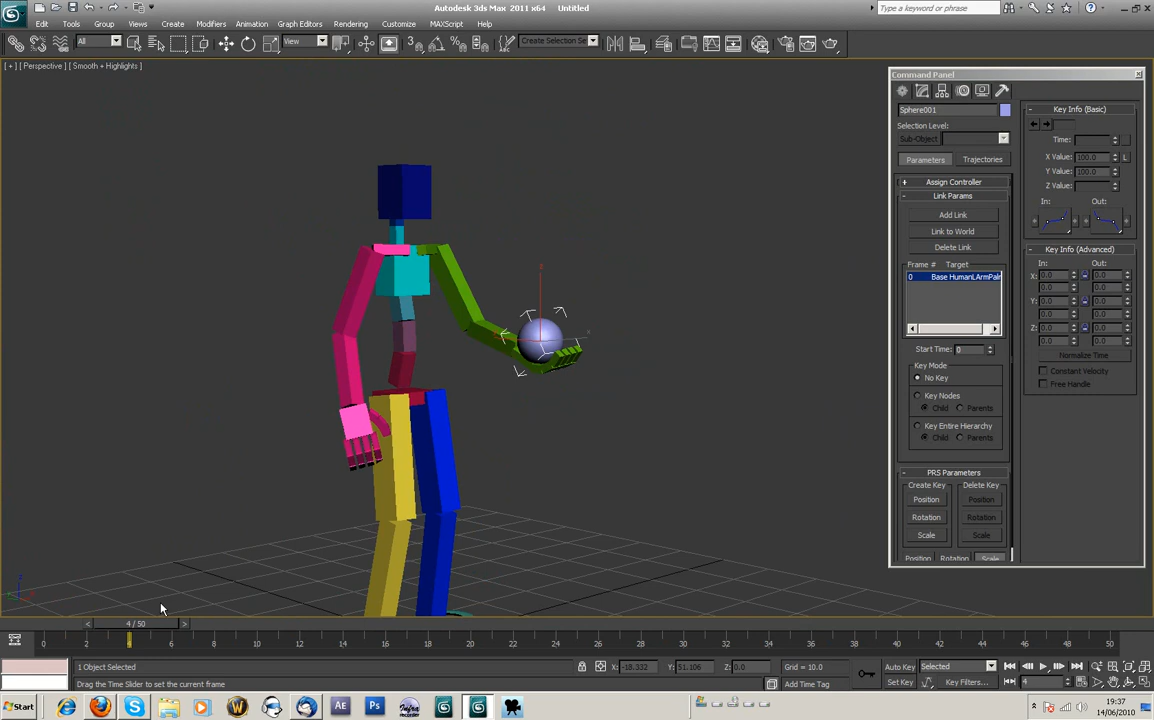 Autodesk 3ds Max 2011 x64 Untitled
Type a keyword or phrase
Edit Tools Group Views Create Modifiers Animation Graph Editors Rendering Customize MAXScript Help
All View Create Selection Se
[ + ] [ Perspective ] [ Smooth + Highlights ]
Command Panel
Sphere001
Selection Level:
Sub-Object
Parameters Trajectories
Assign Controller
Link Params
Add Link
Link to World
Delete Link
Frame # Target
0 Base HumanLArmPalm
Start Time: 0
Key Mode
No Key
Key Nodes
Child Parents
Key Entire Hierarchy
Child Parents
PRS Parameters
Create Key Delete Key
Position Position
Rotation Rotation
Scale Scale
Position Rotation Scale
Key Info (Basic)
Time:
X Value: 100.0 L
Y Value: 100.0
Z Value:
In: Out:
Key Info (Advanced)
In: Out:
X: 0.0 0.0
0.0 0.0
Y: 0.0 0.0
0.0 0.0
Z: 0.0 0.0
0.0 0.0
Normalize Time
Constant Velocity
Free Handle
< 4 / 50 >
0 2 4 6 8 10 12 14 16 18 20 22 24 26 28 30 32 34 36 38 40 42 44 46 48 50
1 Object Selected X: -18.332 Y: 51.106 Z: 0.0 Grid = 10.0 Auto Key Selected
Drag the Time Slider to set the current frame Add Time Tag Set Key Key Filters... 4
Start 19:37
14/06/2010